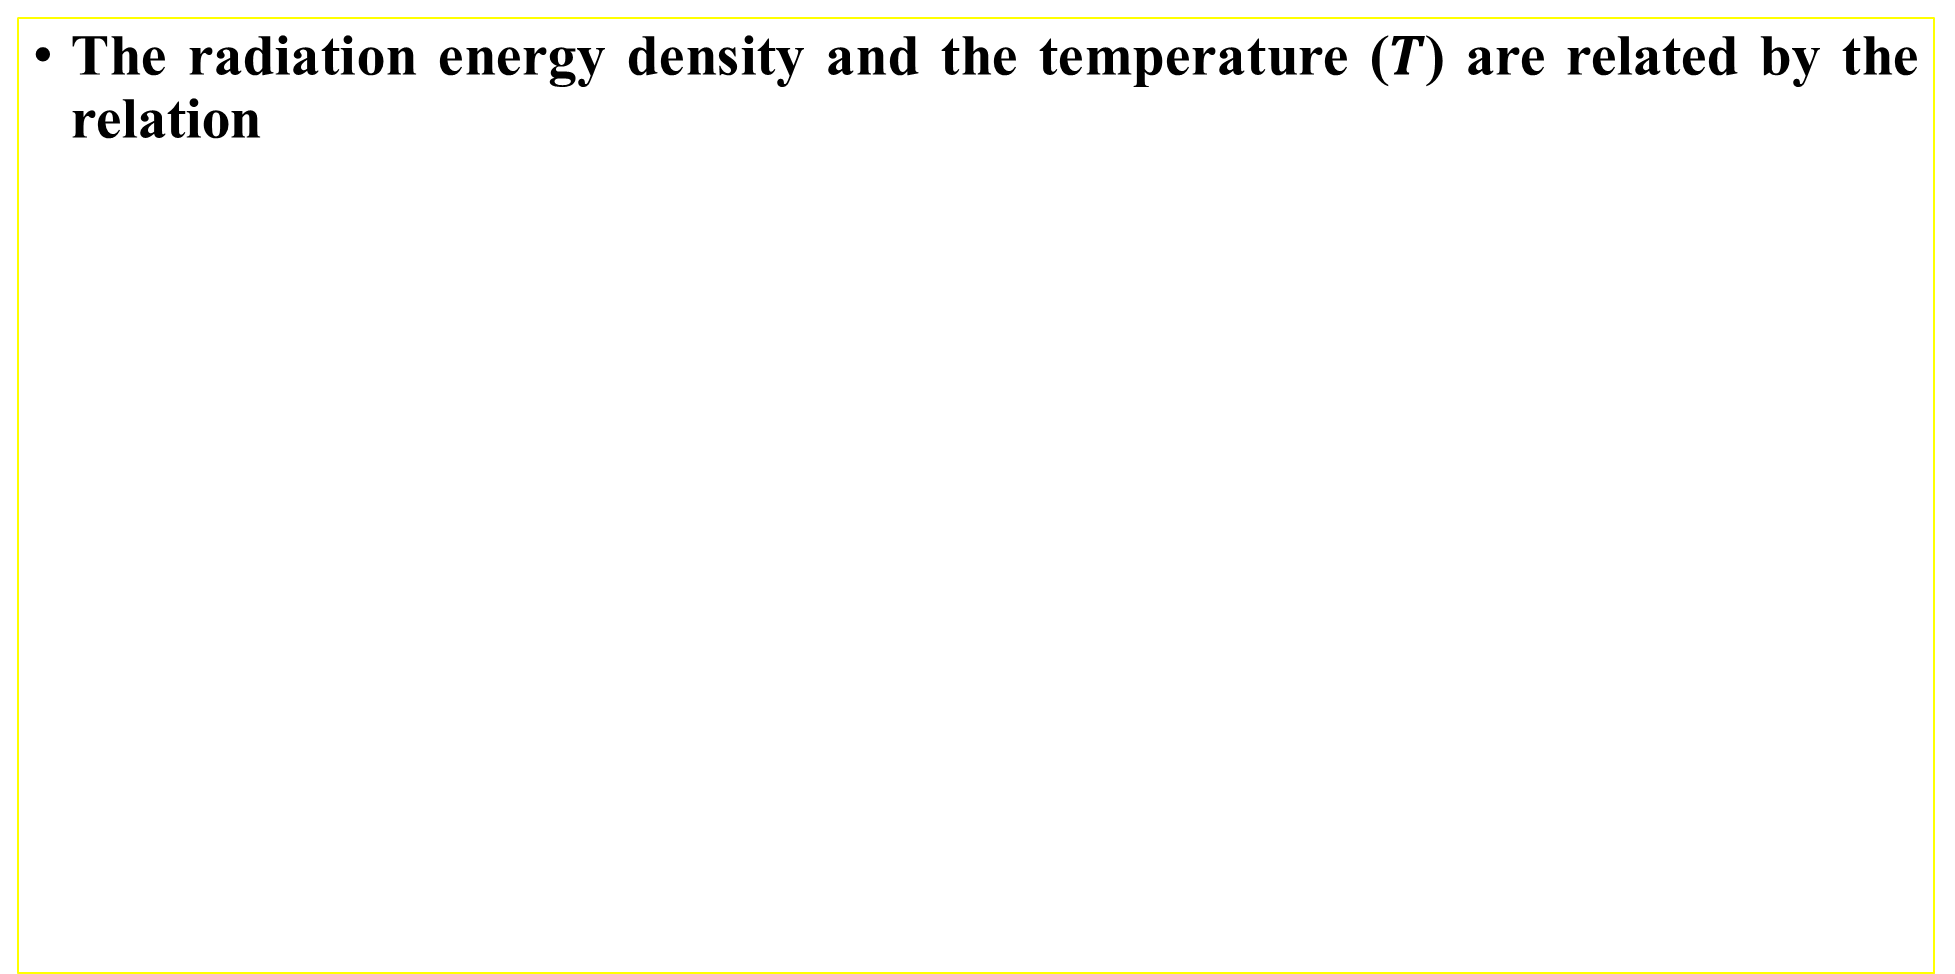 • The radiation energy density and the temperature (T) are related by the
relation